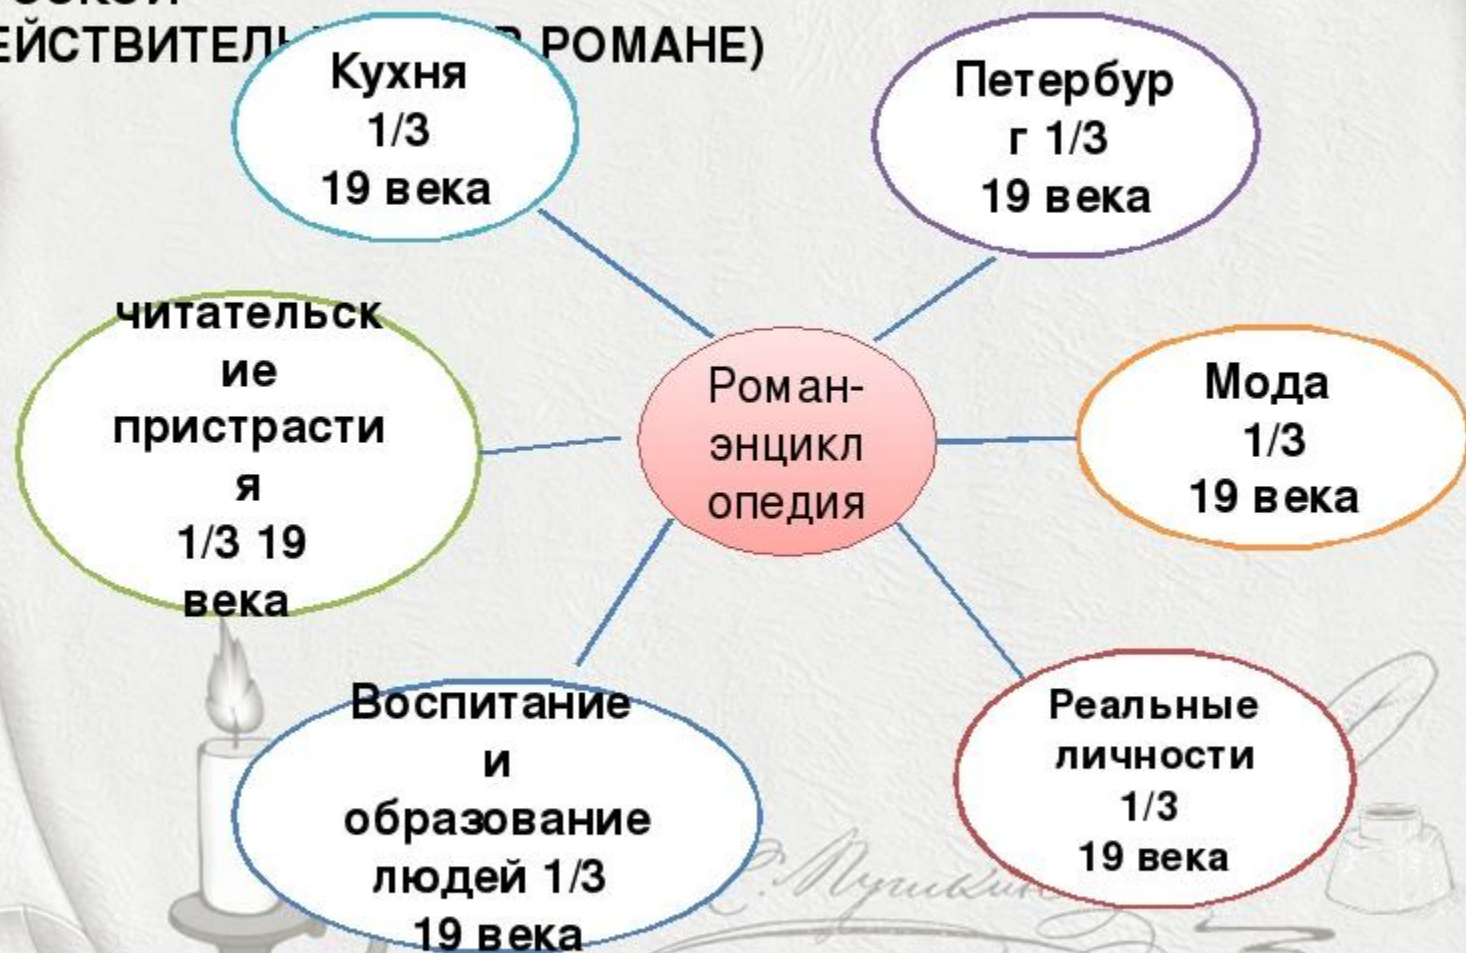 ЕЙСТВИТЕЛЬ В РОМАНЕ)
Кухня
1/3
19 века
Петербур
г 1/3
19 века
читательск
ие
пристрасти
я
1/3 19
века
Роман-
энцикл
опедия
Мода
1/3
19 века
Воспитание
и
образование
людей 1/3
19 века
Реальные
личности
1/3
19 века